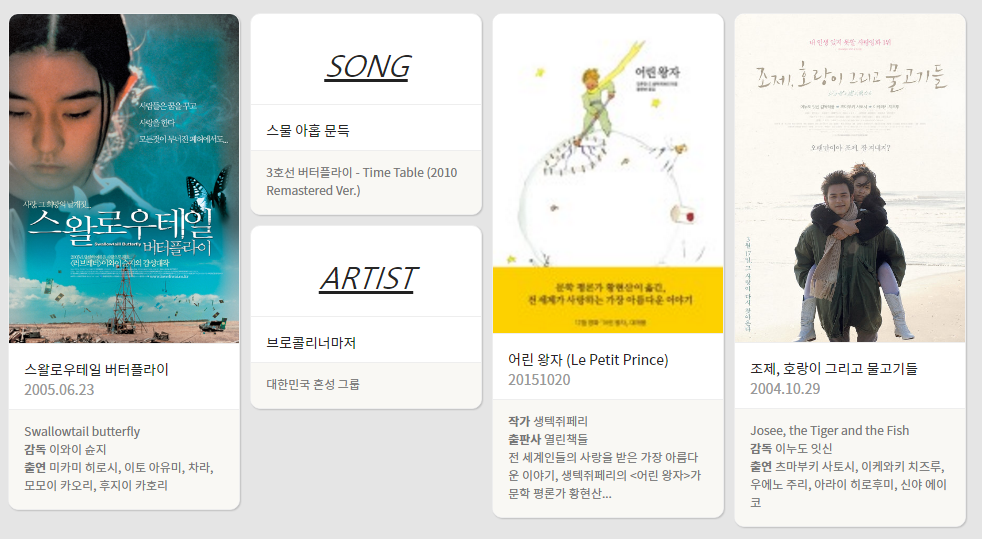 사람들은 꿈을 꾸고
사랑을 한다
모든것이 무너진 폐허에서도...
스왈로우테일
Swallowtail Butterfly
버터플라이
스왈로우테일 버터플라이
2005.06.23
Swallowtail butterfly
감독 이와이 슌지
출연 미카미 히로시, 이토 아유미, 차라,
모모이 카오리, 후지이 카호리
SONG
스물 아홉 문득
3호선 버터플라이 - Time Table (2010
Remastered Ver.)
ARTIST
브로콜리너마저
대한민국 혼성 그룹
어린 왕자
문학 평론가 황현산이 옮긴,
전 세계가 사랑하는 가장 아름다운 이야기
어린 왕자 (Le Petit Prince)
20151020
작가 생텍쥐페리
출판사 열린책들
전 세계인들의 사랑을 받은 가장 아름다
운 이야기, 생텍쥐페리의 <어린 왕자>가
문학 평론가 황현산...
조제, 호랑이 그리고 물고기들
조제, 호랑이 그리고 물고기들
2004.10.29
Josee, the Tiger and the Fish
감독 이누도 잇신
출연 츠마부키 사토시, 이케와키 치즈루,
우에노 주리, 아라이 히로후미, 신야 에이
코